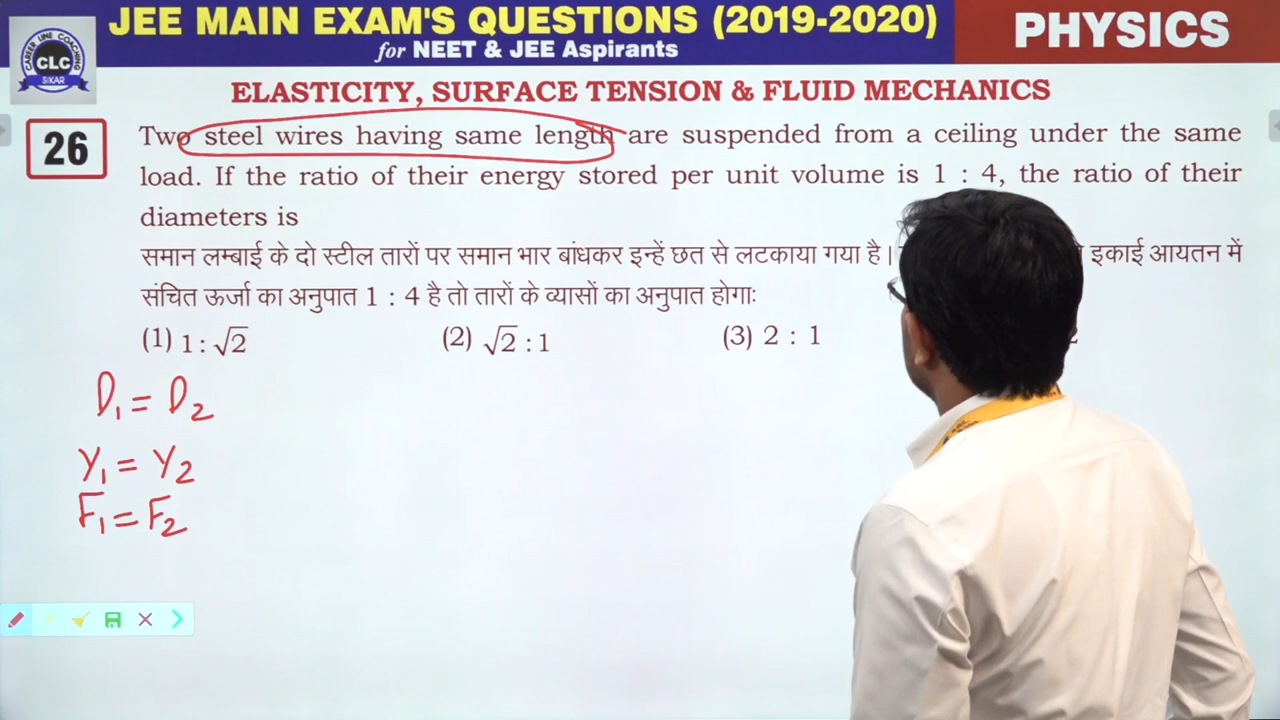 JEE MAIN EXAM'S QUESTIONS (2019-2020)
for NEET & JEE Aspirants
PHYSICS
CAREER LINE COACHING
CLC
SIKAR
ELASTICITY, SURFACE TENSION & FLUID MECHANICS
26
Two steel wires having same length are suspended from a ceiling under the same
load. If the ratio of their energy stored per unit volume is 1 : 4, the ratio of their
diameters is
समान लम्बाई के दो स्टील तारों पर समान भार बांधकर इन्हें छत से लटकाया गया है। इकाई आयतन में
संचित ऊर्जा का अनुपात 1 : 4 है तो तारों के व्यासों का अनुपात होगाः
(1) 1 : √2 (2) √2 : 1 (3) 2 : 1
D₁ = D₂
Y₁ = Y₂
F₁ = F₂